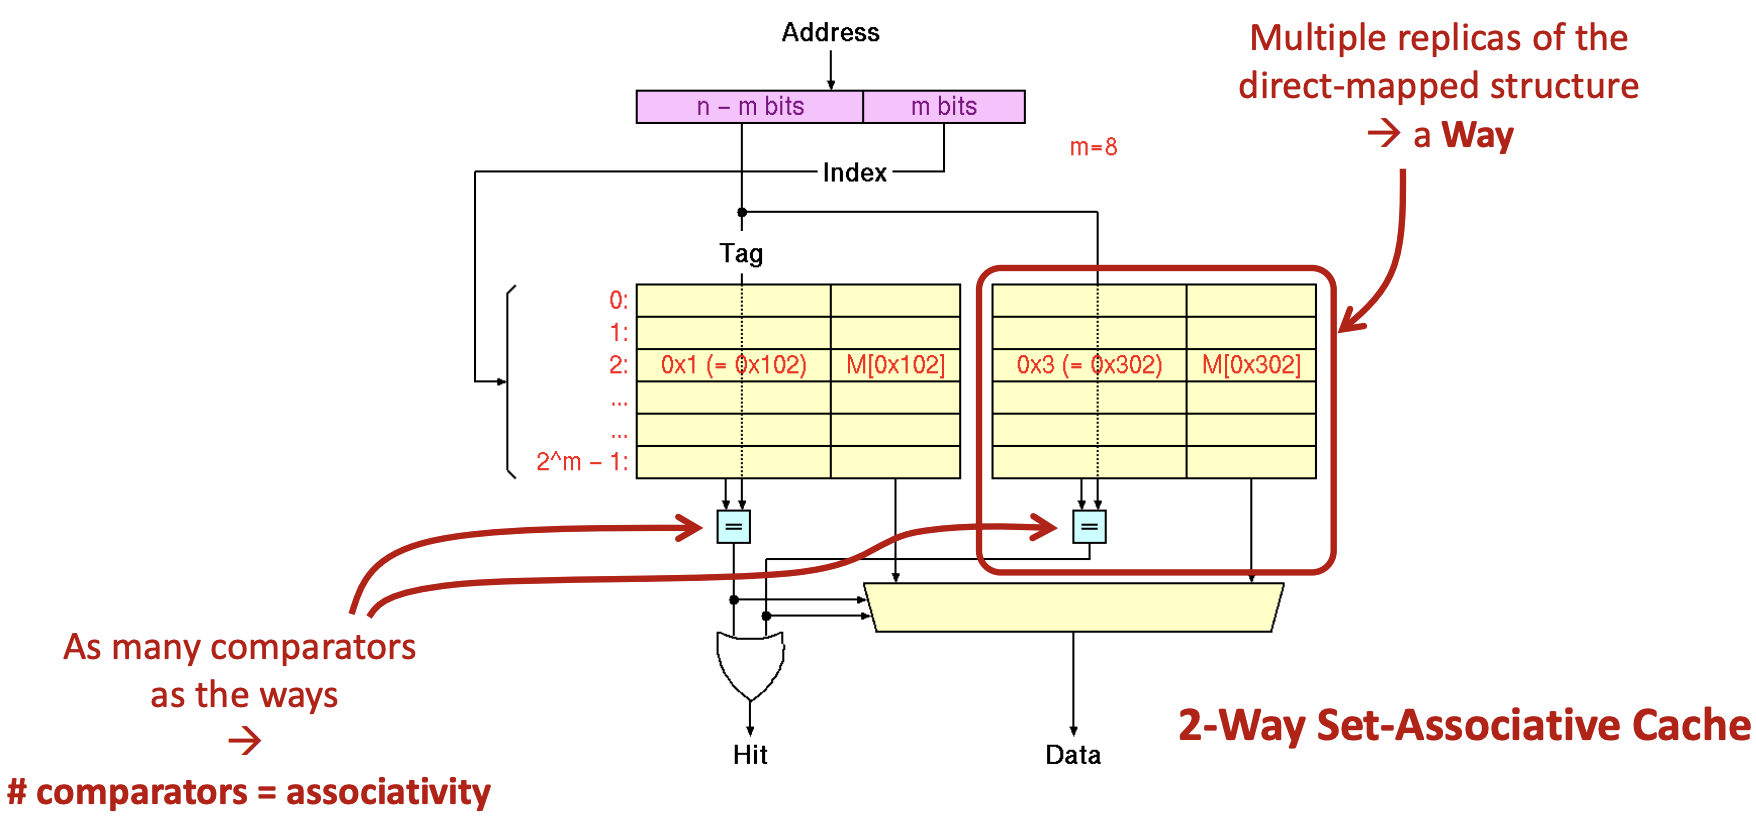 Address
n – m bits
m bits
m=8
Index
Multiple replicas of the
direct-mapped structure
→ a Way
Tag
0:
1:
2:
0x1 (= 0x102)
M[0x102]
0x3 (= 0x302)
M[0x302]
...
...
2^m – 1:
=
=
As many comparators
as the ways
→
# comparators = associativity
Hit
Data
2-Way Set-Associative Cache